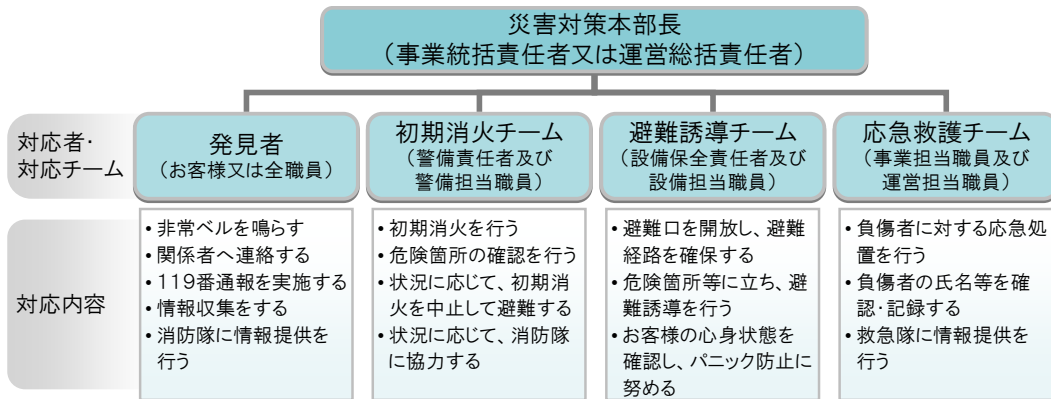 災害対策本部長
（事業統括責任者又は運営総括責任者）
対応者・
対応チーム
発見者
（お客様又は全職員）
初期消火チーム
（警備責任者及び
警備担当職員）
避難誘導チーム
（設備保全責任者及び
設備担当職員）
応急救護チーム
（事業担当職員及び
運営担当職員）
対応内容
• 非常ベルを鳴らす
• 関係者へ連絡する
• 119番通報を実施する
• 情報収集をする
• 消防隊に情報提供を
行う
• 初期消火を行う
• 危険箇所の確認を行う
• 状況に応じて、初期消
火を中止して避難する
• 状況に応じて、消防隊
に協力する
• 避難口を開放し、避難
経路を確保する
• 危険箇所等に立ち、避
難誘導を行う
• お客様の心身状態を
確認し、パニック防止に
努める
• 負傷者に対する応急処
置を行う
• 負傷者の氏名等を確
認・記録する
• 救急隊に情報提供を
行う